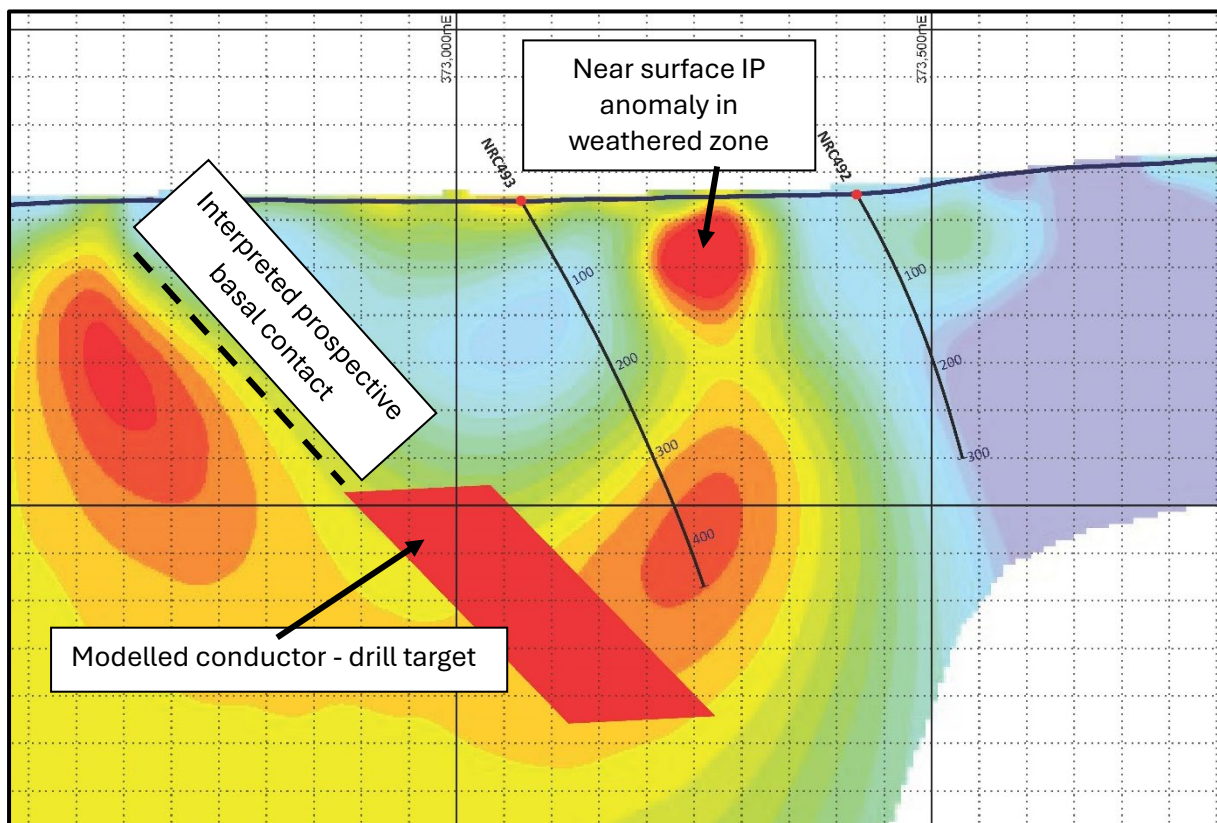 373,000mE
373,500mE
Near surface IP
anomaly in
weathered zone
NRC493
NRC492
Interpreted prospective
basal contact
100
200
300
400
100
200
300
Modelled conductor - drill target